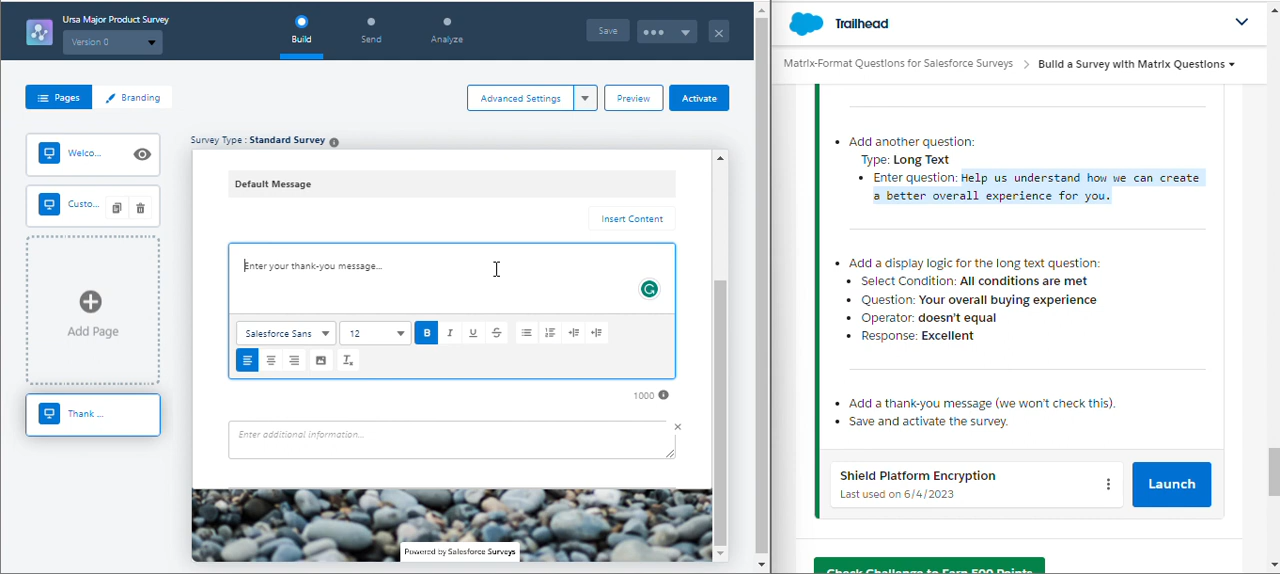 Ursa Major Product Survey
Version 0
Build
Send
Analyze
Save
Pages
Branding
Advanced Settings
Preview
Activate
Survey Type : Standard Survey
Welco...
Custo...
Add Page
Thank ...
Default Message
Insert Content
Enter your thank-you message...
Salesforce Sans
12
B
I
U
S
1000
Enter additional information...
Powered by Salesforce Surveys
Trailhead
Matrix-Format Questions for Salesforce Surveys > Build a Survey with Matrix Questions
Add another question:
Type: Long Text
Enter question: Help us understand how we can create
a better overall experience for you.
Add a display logic for the long text question:
Select Condition: All conditions are met
Question: Your overall buying experience
Operator: doesn't equal
Response: Excellent
Add a thank-you message (we won't check this).
Save and activate the survey.
Shield Platform Encryption
Last used on 6/4/2023
Launch
Check Challenge to Earn 500 Points